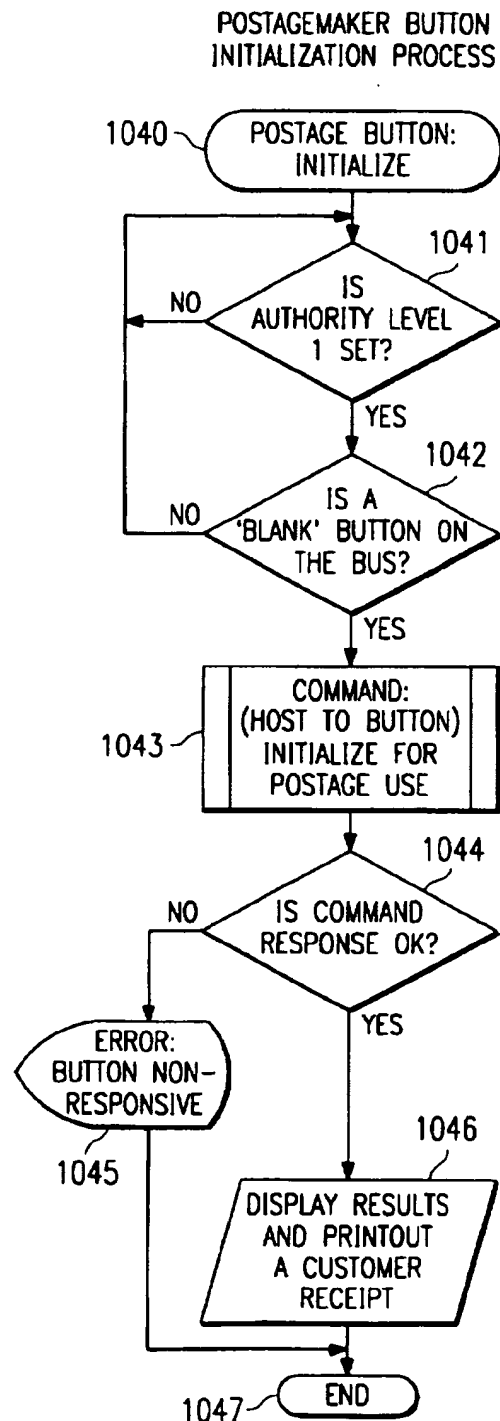 POSTAGEMAKER BUTTON
INITIALIZATION PROCESS
1040
POSTAGE BUTTON:
INITIALIZE
1041
IS
AUTHORITY LEVEL
1 SET?
NO
YES
1042
IS A
'BLANK' BUTTON ON
THE BUS?
NO
YES
1043
COMMAND:
(HOST TO BUTTON)
INITIALIZE FOR
POSTAGE USE
1044
IS COMMAND
RESPONSE OK?
NO
YES
ERROR:
BUTTON NON-
RESPONSIVE
1045
1046
DISPLAY RESULTS
AND PRINTOUT
A CUSTOMER
RECEIPT
END
1047